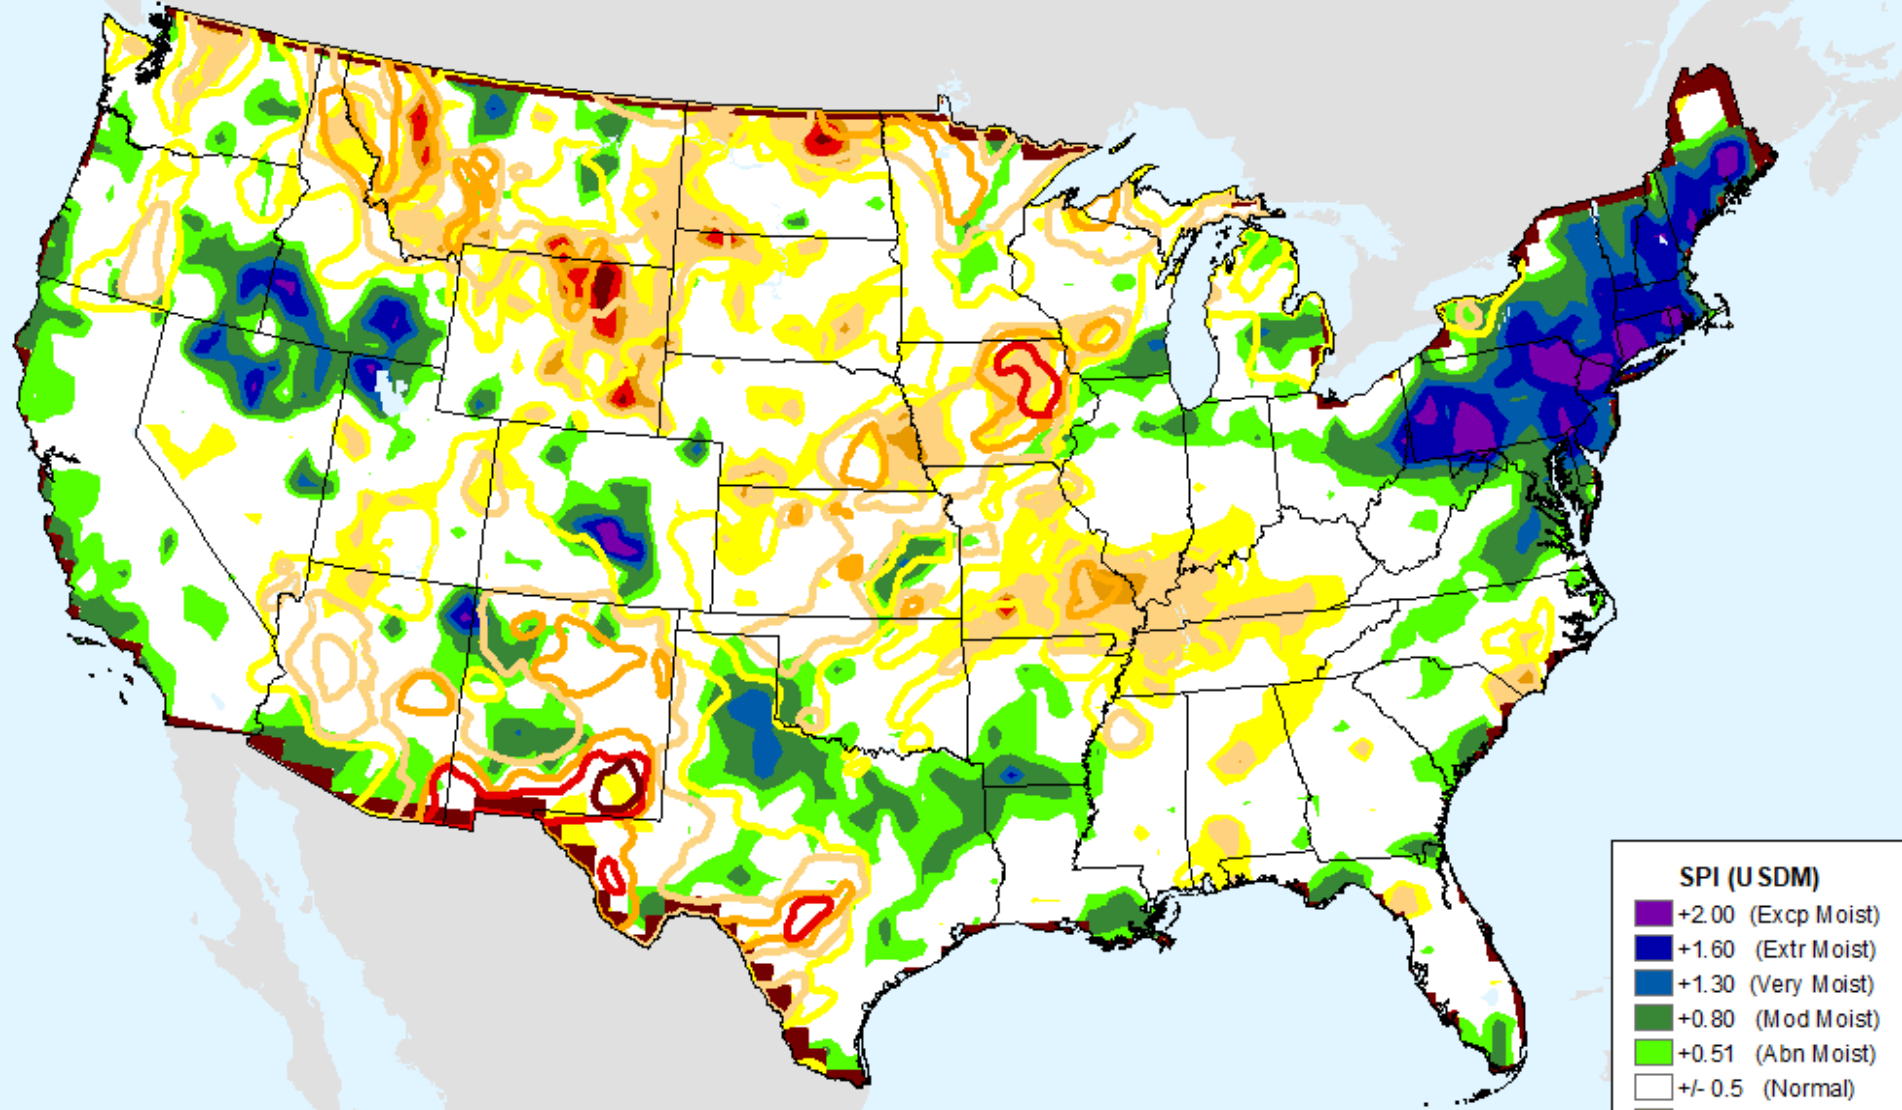 SPI (USDM)
+2.00 (Excp Moist)
+1.60 (Extr Moist)
+1.30 (Very Moist)
+0.80 (Mod Moist)
+0.51 (Abn Moist)
+/- 0.5 (Normal)